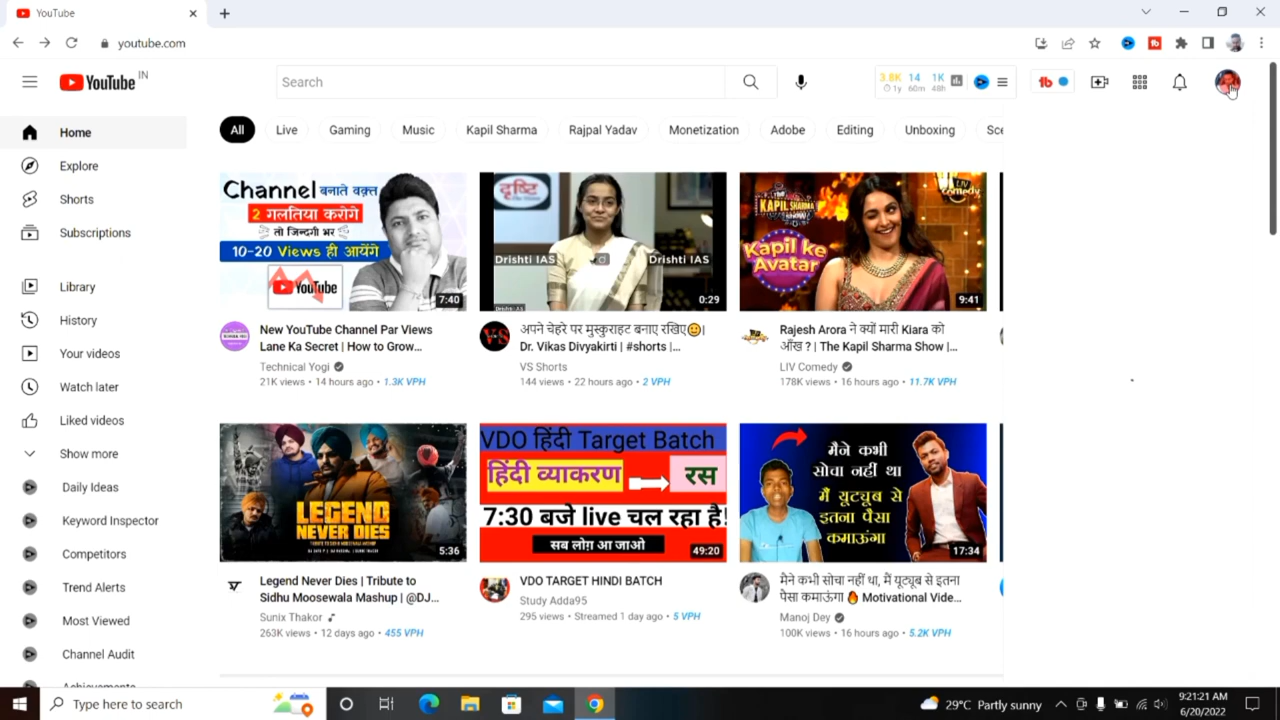 YouTube
youtube.com
YouTube IN
Search
3.8K 14 1K
1y 60m 48h
Home
Explore
Shorts
Subscriptions
Library
History
Your videos
Watch later
Liked videos
Show more
Daily Ideas
Keyword Inspector
Competitors
Trend Alerts
Most Viewed
Channel Audit
Achievements
All Live Gaming Music Kapil Sharma Rajpal Yadav Monetization Adobe Editing Unboxing Sce
Channel बनाते वक़्त
2 गलतिया करोगे
तो जिन्दगी भर
10-20 Views ही आयेंगे
YouTube
7:40
New YouTube Channel Par Views
Lane Ka Secret | How to Grow...
Technical Yogi
21K views • 14 hours ago • 1.3K VPH
दृष्टि
Drishti IAS Drishti IAS
0:29
अपने चेहरे पर मुस्कुराहट बनाए रखिए😊|
Dr. Vikas Divyakirti | #shorts |...
VS Shorts
144 views • 22 hours ago • 2 VPH
THE KAPIL SHARMA SHOW
LIV Comedy
Kapil ke
Avatar
9:41
Rajesh Arora ने क्यों मारी Kiara को
आँख ? | The Kapil Sharma Show |...
LIV Comedy
178K views • 16 hours ago • 11.7K VPH
LEGEND
NEVER DIES
5:36
Legend Never Dies | Tribute to
Sidhu Moosewala Mashup | @DJ...
Sunix Thakor
263K views • 12 days ago • 455 VPH
VDO हिंदी Target Batch
हिंदी व्याकरण रस
7:30 बजे live चल रहा है!
सब लोग़ आ जाओ
49:20
VDO TARGET HINDI BATCH
Study Adda95
295 views • Streamed 1 day ago • 5 VPH
मैने कभी
सोचा नहीं था
मैं यूट्यूब से
इतना पैसा
कमाऊंगा
17:34
मैने कभी सोचा नहीं था, मैं यूट्यूब से इतना
पैसा कमाऊंगा 🔥 Motivational Vide...
Manoj Dey
100K views • 16 hours ago • 5.2K VPH
Type here to search
29°C Partly sunny
9:21:21 AM
6/20/2022